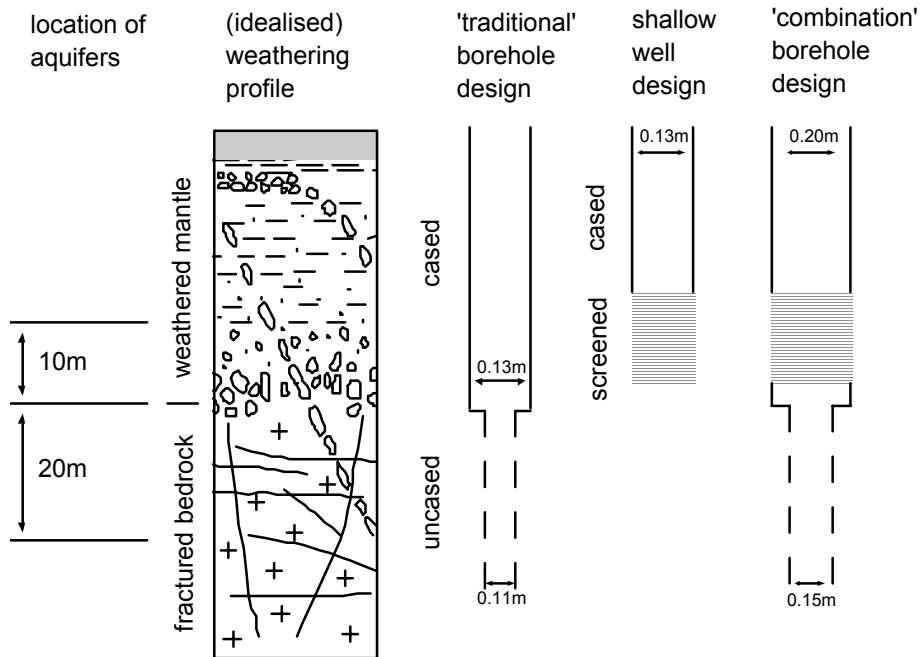 location of
aquifers
(idealised)
weathering
profile
'traditional'
borehole
design
shallow
well
design
'combination'
borehole
design
0.13m
0.20m
weathered mantle
cased
cased
10m
screened
0.13m
20m
fractured bedrock
uncased
0.11m
0.15m